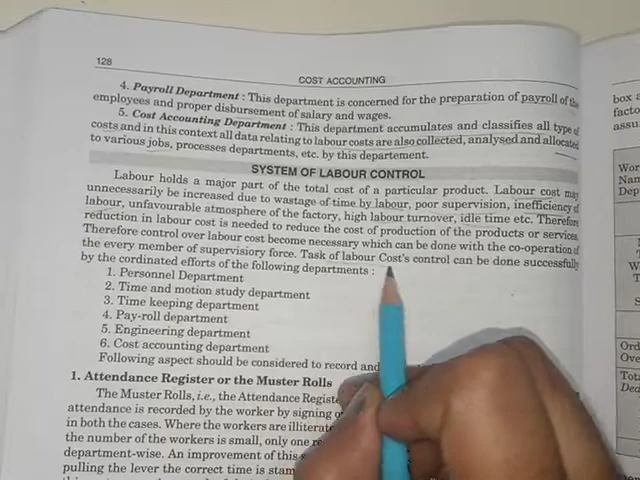 128
COST ACCOUNTING
4. Payroll Department : This department is concerned for the preparation of payroll of the
employees and proper disbursement of salary and wages.
5. Cost Accounting Department : This department accumulates and classifies all type of
costs and in this context all data relating to labour costs are also collected, analysed and allocated
to various jobs, processes departments, etc. by this departement.
SYSTEM OF LABOUR CONTROL
Labour holds a major part of the total cost of a particular product. Labour cost may
unnecessarily be increased due to wastage of time by labour, poor supervision, inefficiency of
labour, unfavourable atmosphere of the factory, high labour turnover, idle time etc. Therefore
reduction in labour cost is needed to reduce the cost of production of the products or services.
Therefore control over labour cost become necessary which can be done with the co-operation of
the every member of supervisiory force. Task of labour Cost's control can be done successfully
by the cordinated efforts of the following departments :
1. Personnel Department
2. Time and motion study department
3. Time keeping department
4. Pay-roll department
5. Engineering department
6. Cost accounting department
Following aspect should be considered to record and
1. Attendance Register or the Muster Rolls
The Muster Rolls, i.e., the Attendance
attendance is recorded by the worker by signing
in both the cases. Where the workers are illiterate
the number of the workers is small, only one
department-wise. An improvement of this
pulling the lever the correct time is
box
Wor
Nam
Dep
Ord
Ove
Tota